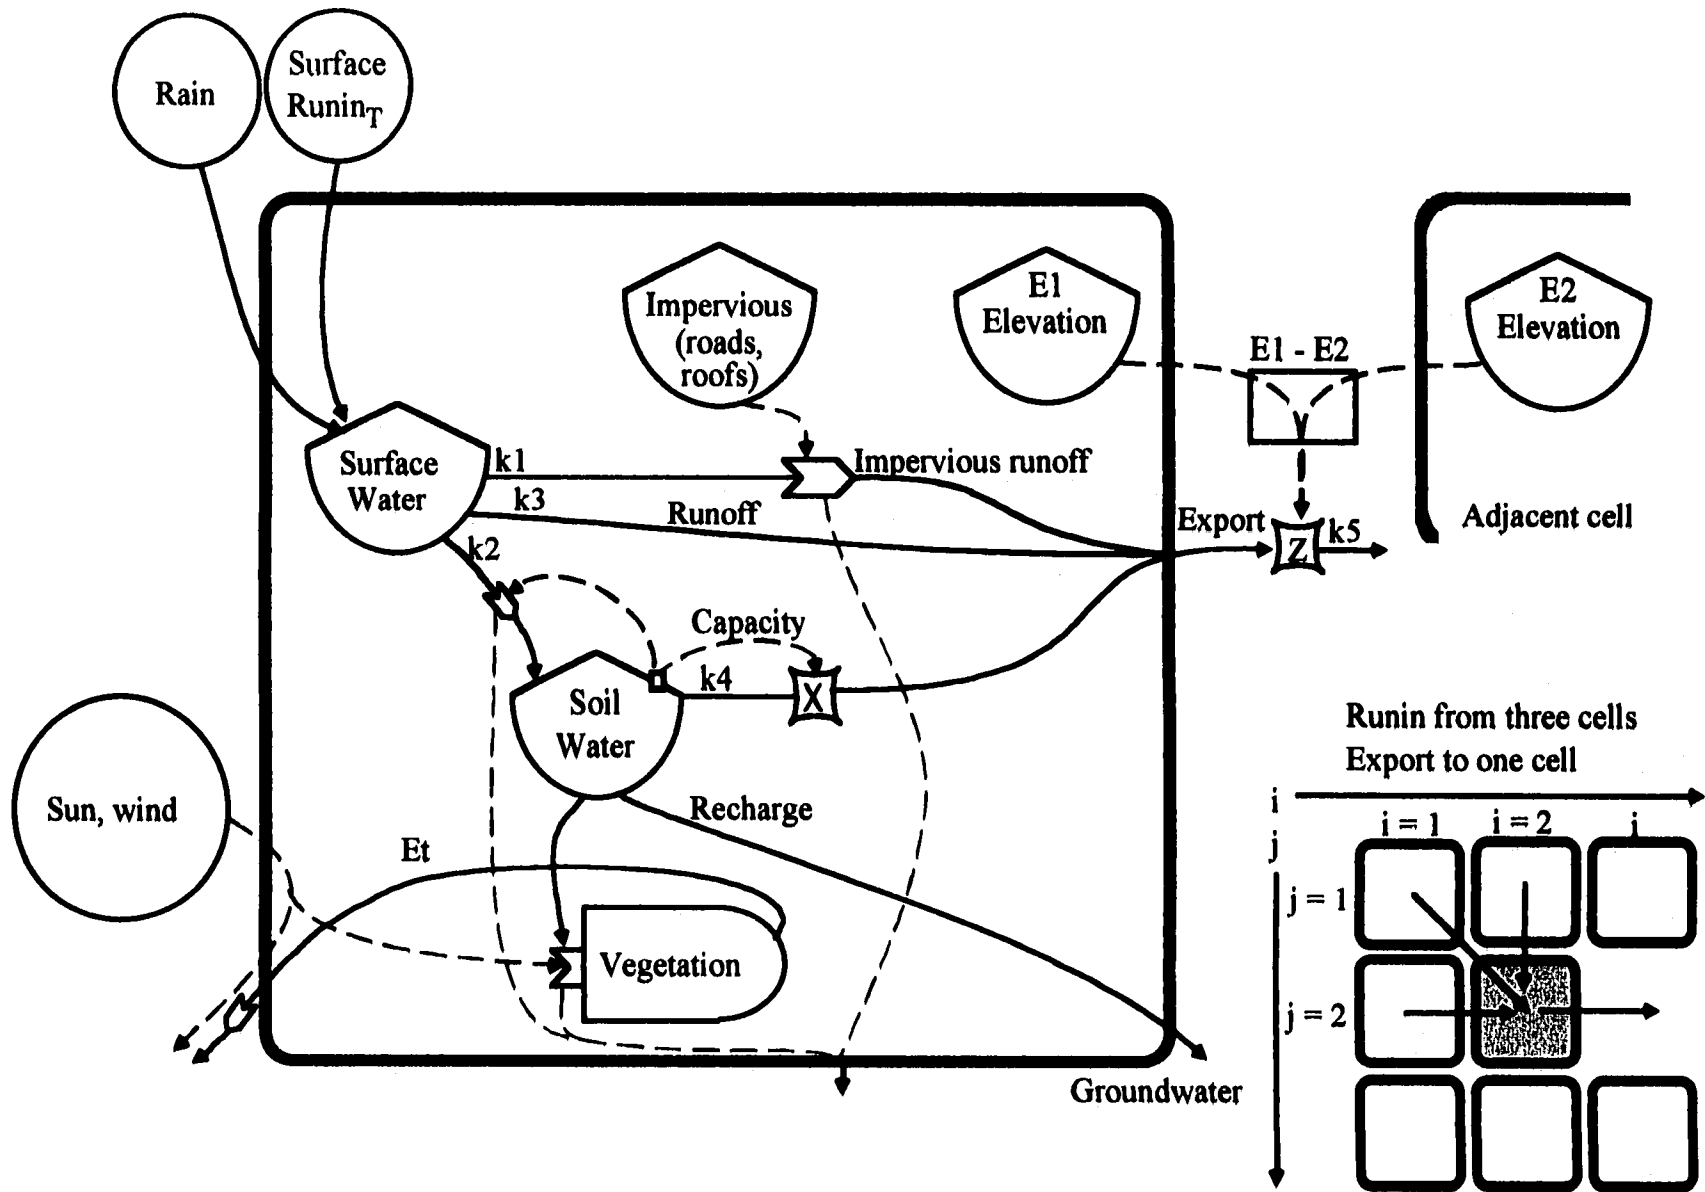 Rain
Surface
RuninT
Impervious
(roads,
roofs)
E1
Elevation
E1 - E2
E2
Elevation
Surface
Water
k1
Impervious runoff
k3
Runoff
k2
Export
Z
k5
Adjacent cell
Capacity
k4
X
Soil
Water
Sun, wind
Recharge
Et
Vegetation
Groundwater
Runin from three cells
Export to one cell
i
i = 1
i = 2
i
j
j = 1
j = 2